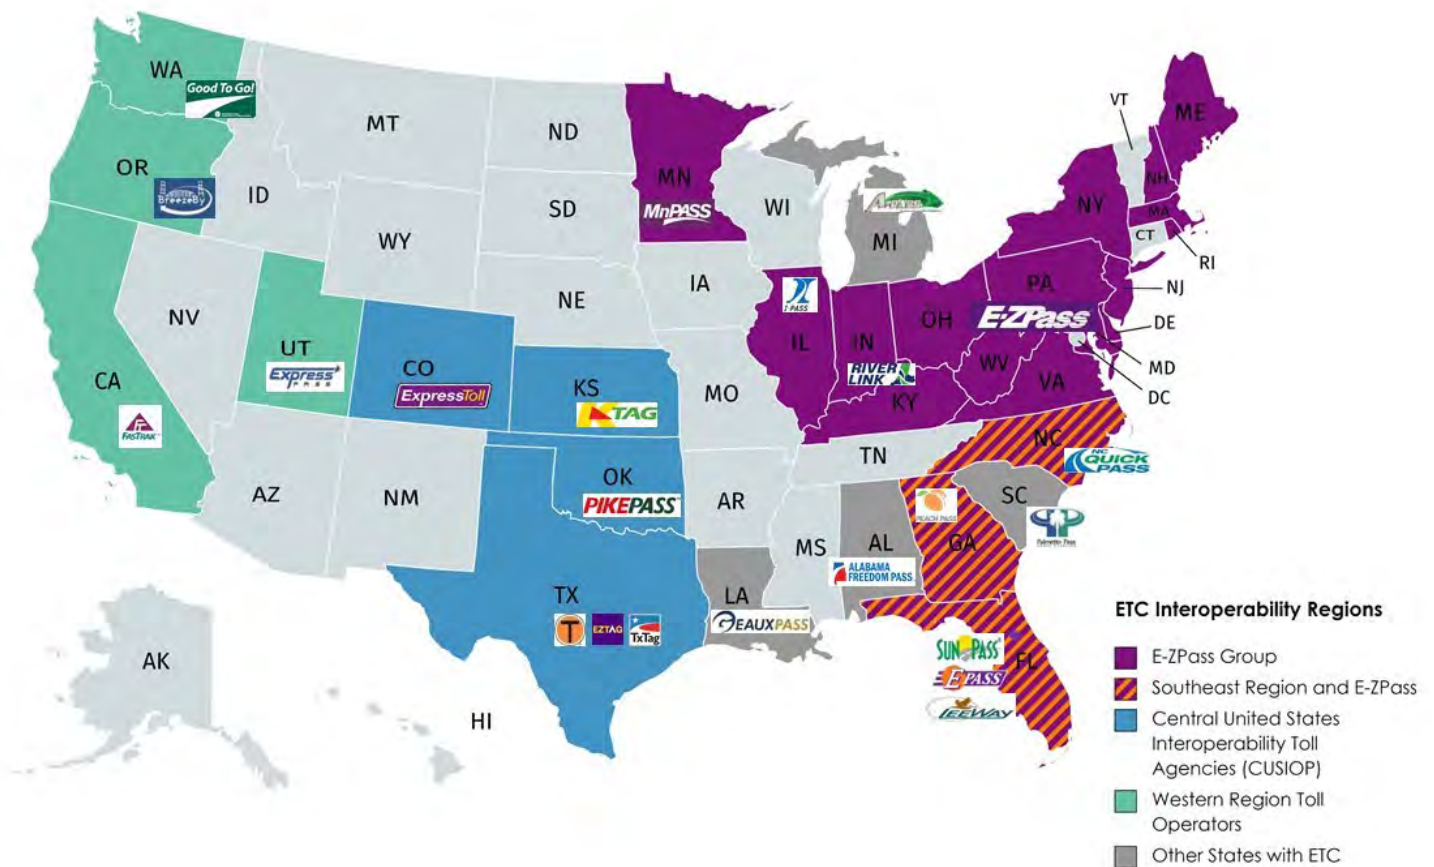 WA
Good To Go!
MT
ND
VT
ME
OR
BreezeBy
ID
SD
MN
MnPASS
WI
MI
NY
NH
MA
CT
RI
WY
IA
PA
NJ
NE
I PASS
OH
E-ZPass
DE
NV
UT
Express
PASS
CO
ExpressToll
KS
K TAG
IL
IN
RIVER
LINK
WV
VA
MD
DC
CA
FASTRAK
MO
KY
NC
NC
QUICK
PASS
TN
AZ
NM
OK
PIKEPASS
AR
SC
Palmetto Pass
PEACH PASS
GA
MS
AL
ALABAMA
FREEDOM PASS
TX
T
EZTAG
TxTag
LA
GEAUXPASS
SUNPASS
EPASS
LEEWAY
FL
AK
HI
ETC Interoperability Regions
E-ZPass Group
Southeast Region and E-ZPass
Central United States
Interoperability Toll
Agencies (CUSIOP)
Western Region Toll
Operators
Other States with ETC